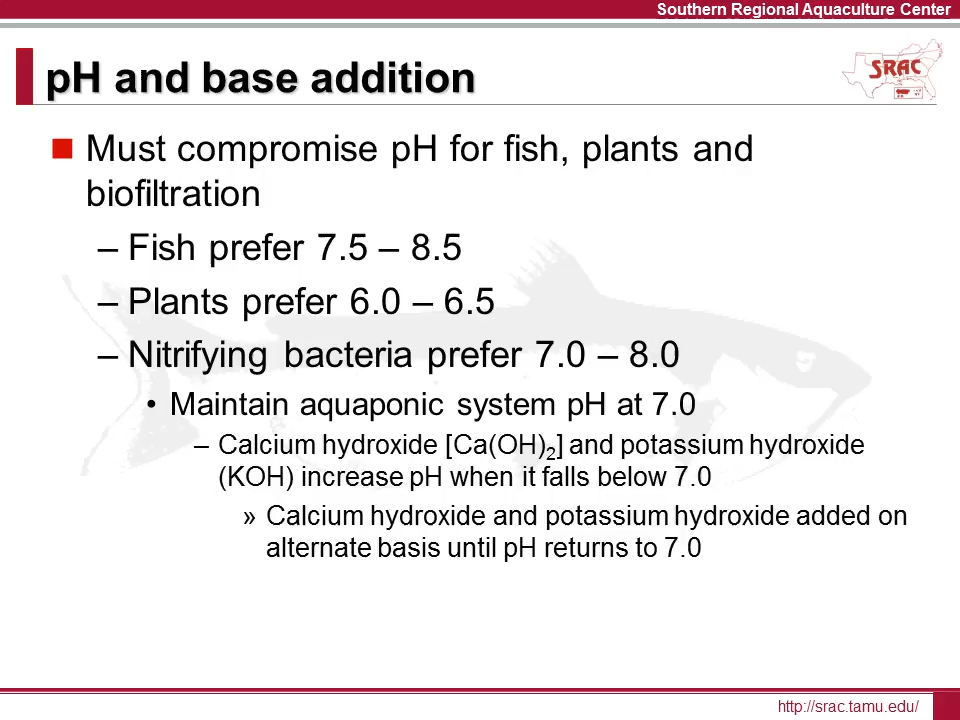 Southern Regional Aquaculture Center
pH and base addition
SRAC
■ Must compromise pH for fish, plants and
biofiltration
– Fish prefer 7.5 – 8.5
– Plants prefer 6.0 – 6.5
– Nitrifying bacteria prefer 7.0 – 8.0
• Maintain aquaponic system pH at 7.0
– Calcium hydroxide [Ca(OH)₂] and potassium hydroxide
(KOH) increase pH when it falls below 7.0
» Calcium hydroxide and potassium hydroxide added on
alternate basis until pH returns to 7.0
http://srac.tamu.edu/